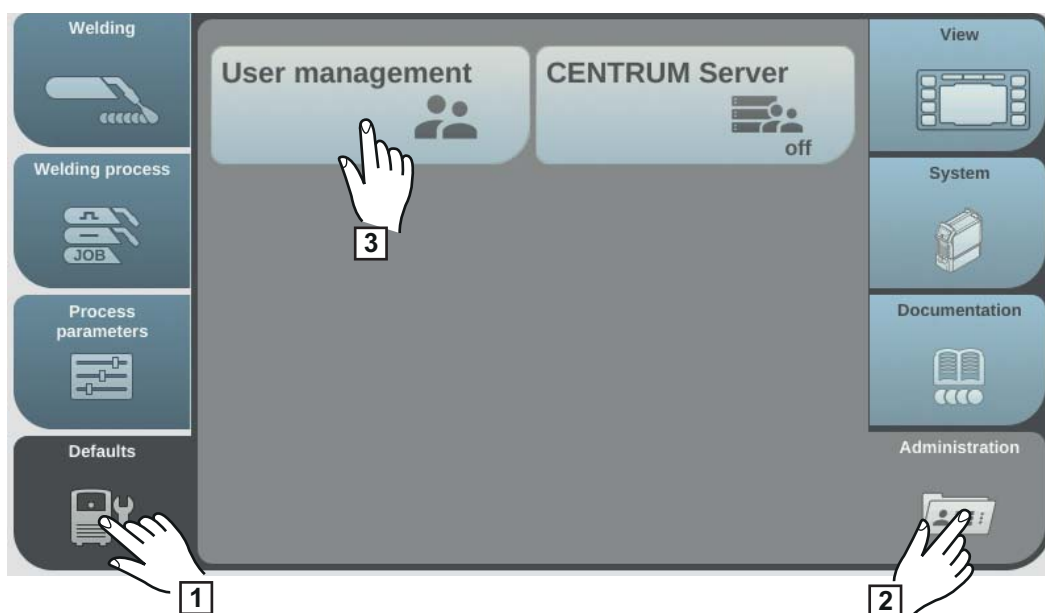 Welding
Welding process
JOB
Process
parameters
Defaults
1
User management
3
CENTRUM Server
off
View
System
Documentation
Administration
2